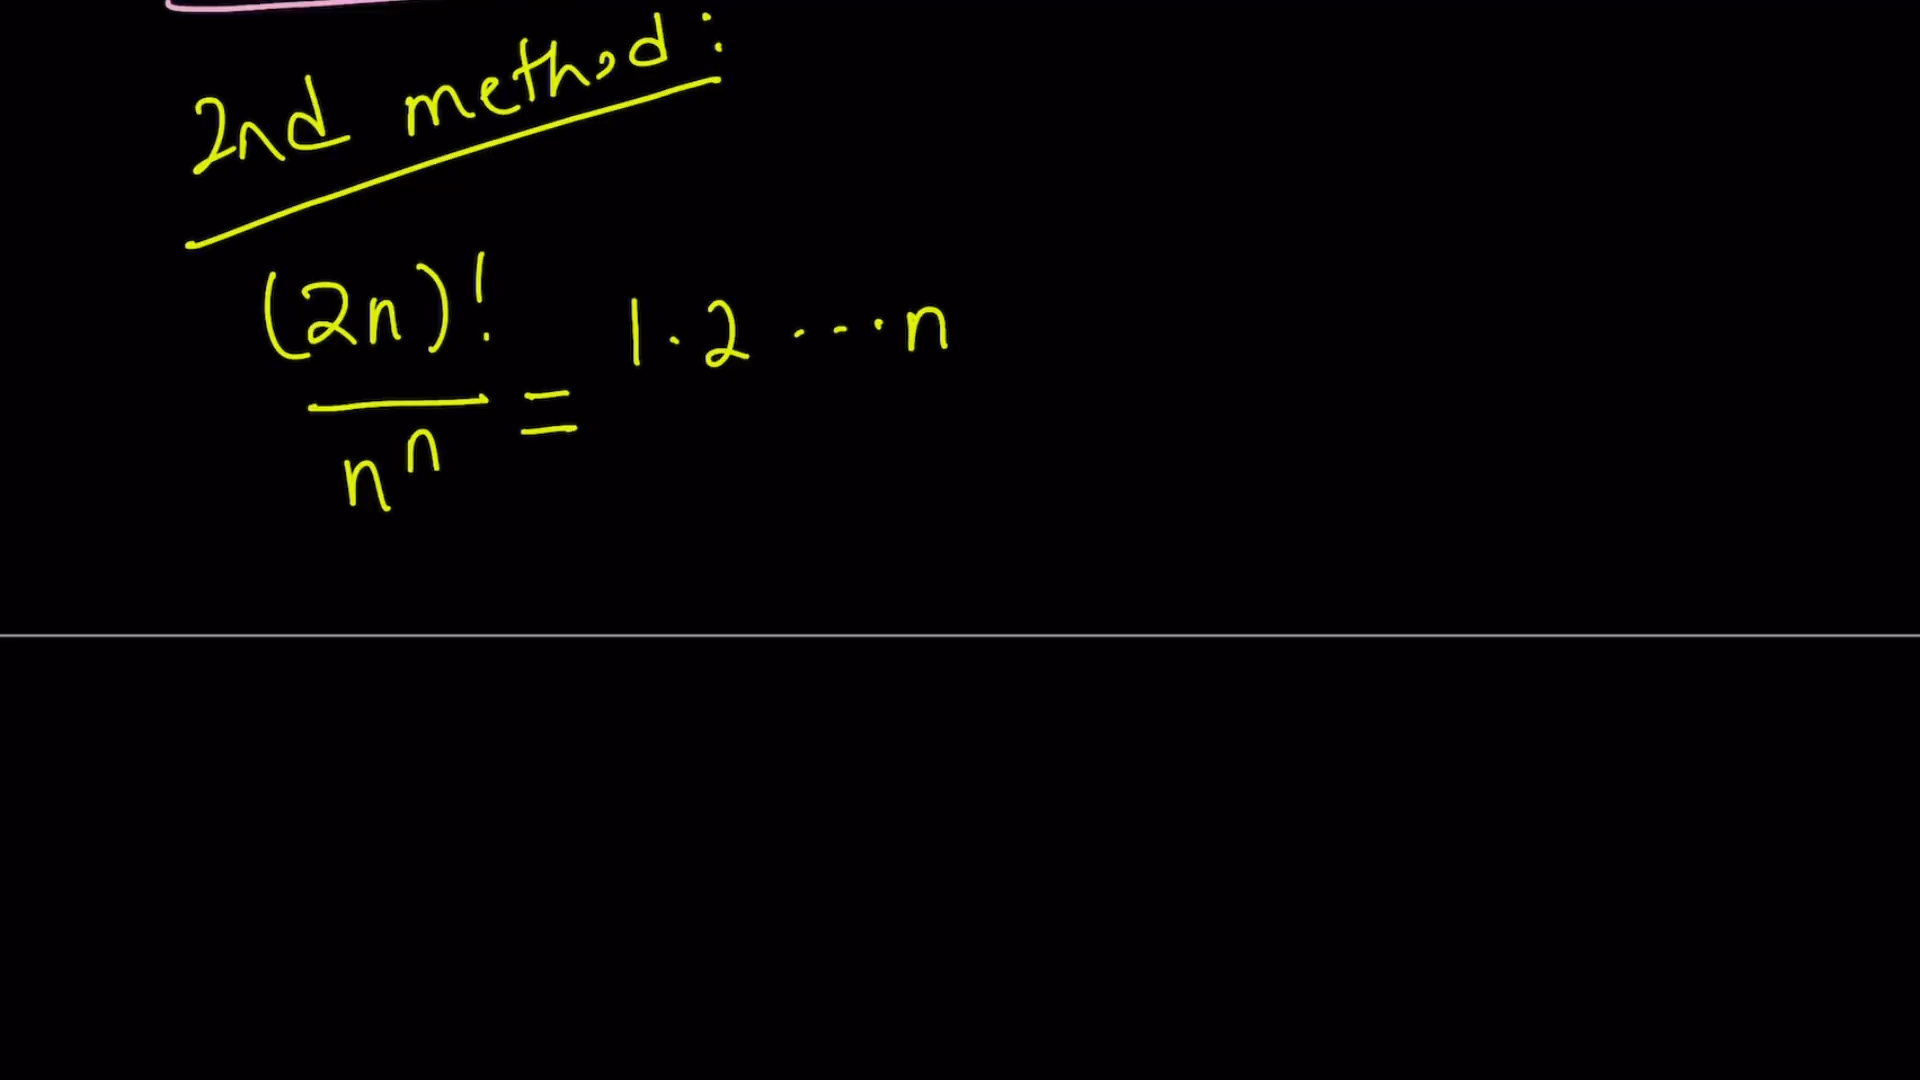 2nd method:
(2n)!
1.2 ... n
=
n^n